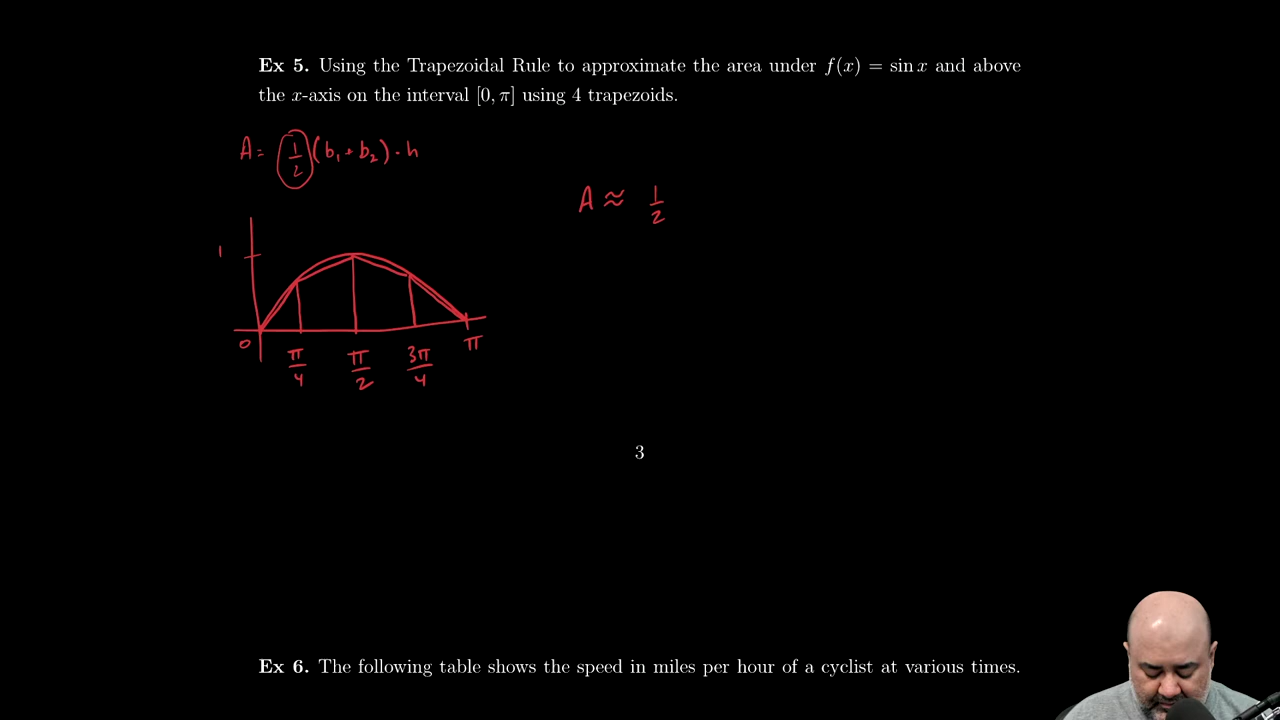 Ex 5. Using the Trapezoidal Rule to approximate the area under f(x) = sin x and above
the x-axis on the interval [0, π] using 4 trapezoids.
A = 1/2 (b₁ + b₂) · h
A ≈ 1/2
1
0 π/4 π/2 3π/4 π
3
Ex 6. The following table shows the speed in miles per hour of a cyclist at various times.